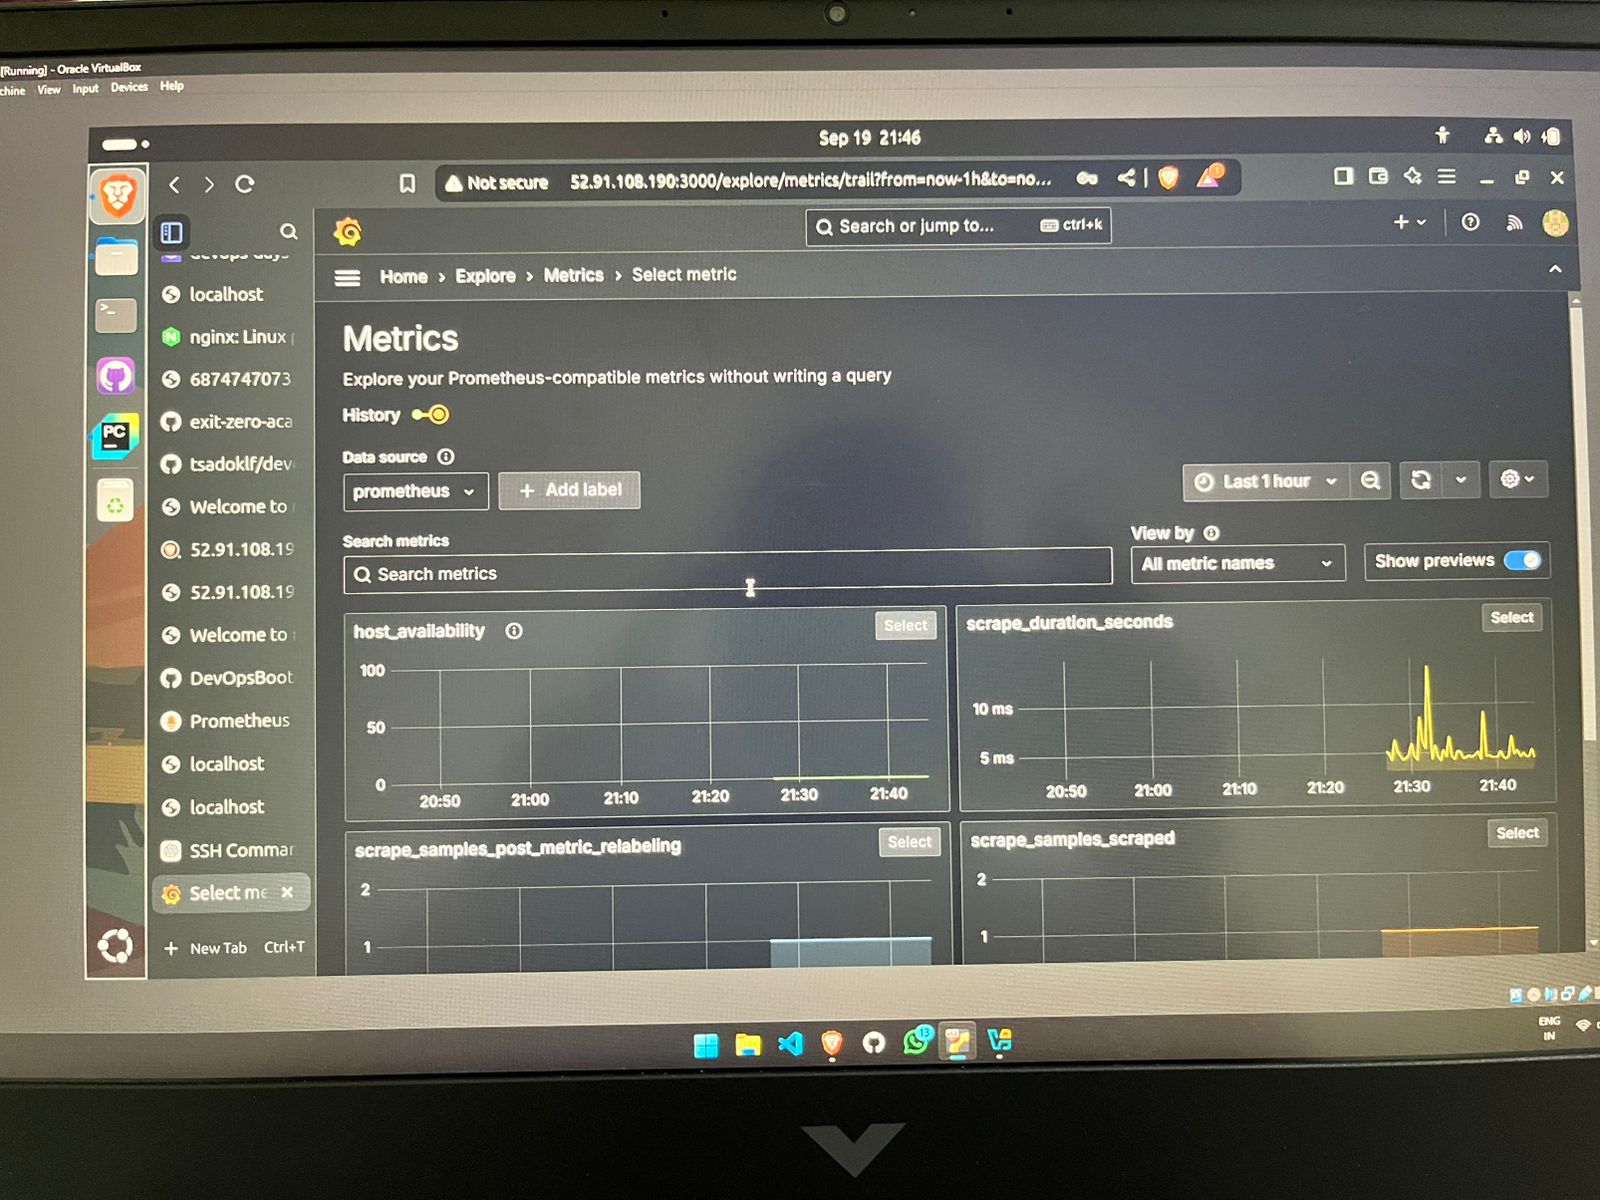 [Running] - Oracle VirtualBox
View Input Devices Help
Sep 19 21:46
Not secure 52.91.108.190:3000/explore/metrics/trail?from=now-1h&to=no...
Search or jump to... ctrl+k
Home › Explore › Metrics › Select metric
localhost
nginx: Linux
6874747073
exit-zero-aca
tsadoklf/dev
Welcome to
52.91.108.19
52.91.108.19
Welcome to
DevOpsBoot
Prometheus
localhost
localhost
SSH Commar
Select me
+ New Tab Ctrl+T
Metrics
Explore your Prometheus-compatible metrics without writing a query
History
Data source
prometheus
+ Add label
Last 1 hour
Search metrics
Search metrics
View by
All metric names
Show previews
host_availability
Select
100
50
0
20:50 21:00 21:10 21:20 21:30 21:40
scrape_duration_seconds
Select
10 ms
5 ms
20:50 21:00 21:10 21:20 21:30 21:40
scrape_samples_post_metric_relabeling
Select
2
1
scrape_samples_scraped
Select
2
1
PC
13
ENG
IN